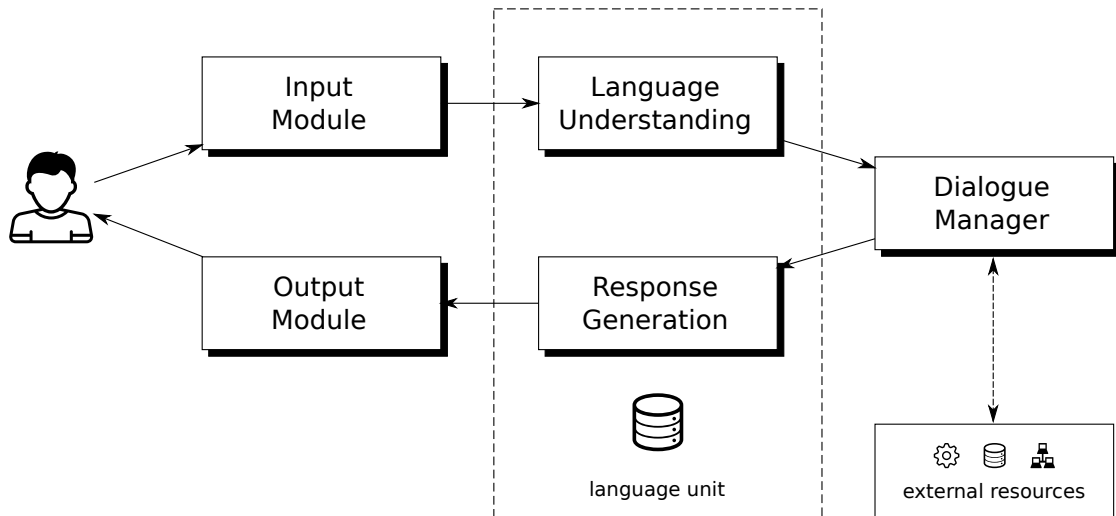 Input
Module
Language
Understanding
Dialogue
Manager
Output
Module
Response
Generation
language unit
external resources